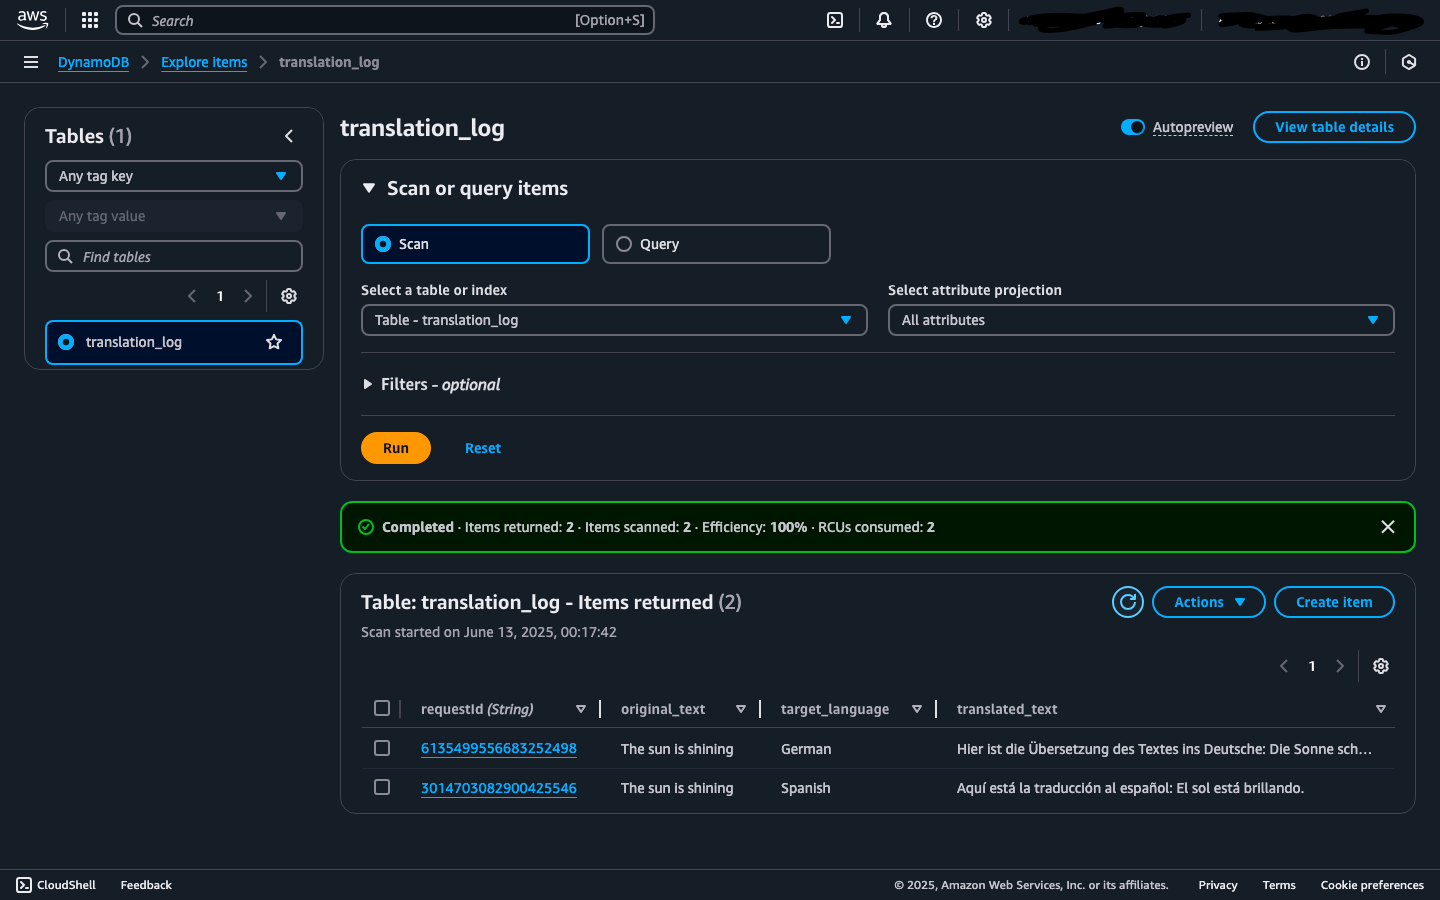 aws
Search [Option+S]
DynamoDB Explore items translation_log
Tables (1)
Any tag key
Any tag value
Find tables
1
translation_log
translation_log
Autopreview
View table details
Scan or query items
Scan
Query
Select a table or index
Table - translation_log
Select attribute projection
All attributes
Filters - optional
Run
Reset
Completed · Items returned: 2 · Items scanned: 2 · Efficiency: 100% · RCUs consumed: 2
Table: translation_log - Items returned (2)
Scan started on June 13, 2025, 00:17:42
Actions
Create item
1
requestId (String) original_text target_language translated_text
6135499556683252498 The sun is shining German Hier ist die Übersetzung des Textes ins Deutsche: Die Sonne sch...
3014703082900425546 The sun is shining Spanish Aquí está la traducción al español: El sol está brillando.
CloudShell Feedback © 2025, Amazon Web Services, Inc. or its affiliates. Privacy Terms Cookie preferences